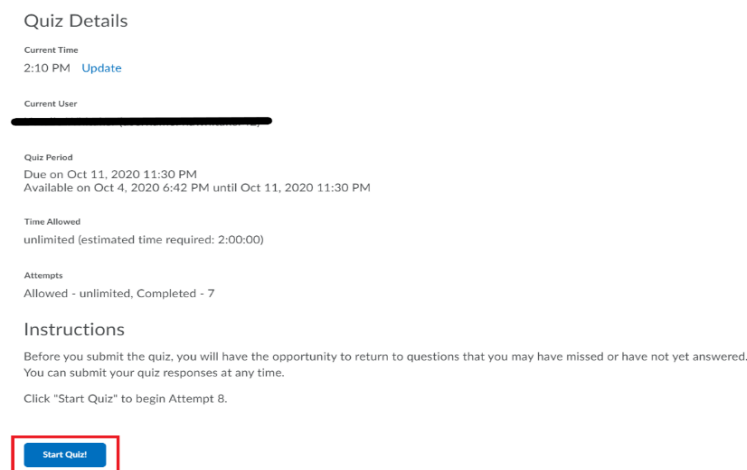 Quiz Details
Current Time
2:10 PM Update
Current User
Quiz Period
Due on Oct 11, 2020 11:30 PM
Available on Oct 4, 2020 6:42 PM until Oct 11, 2020 11:30 PM
Time Allowed
unlimited (estimated time required: 2:00:00)
Attempts
Allowed - unlimited, Completed - 7
Instructions
Before you submit the quiz, you will have the opportunity to return to questions that you may have missed or have not yet answered.
You can submit your quiz responses at any time.
Click "Start Quiz" to begin Attempt 8.
Start Quiz!